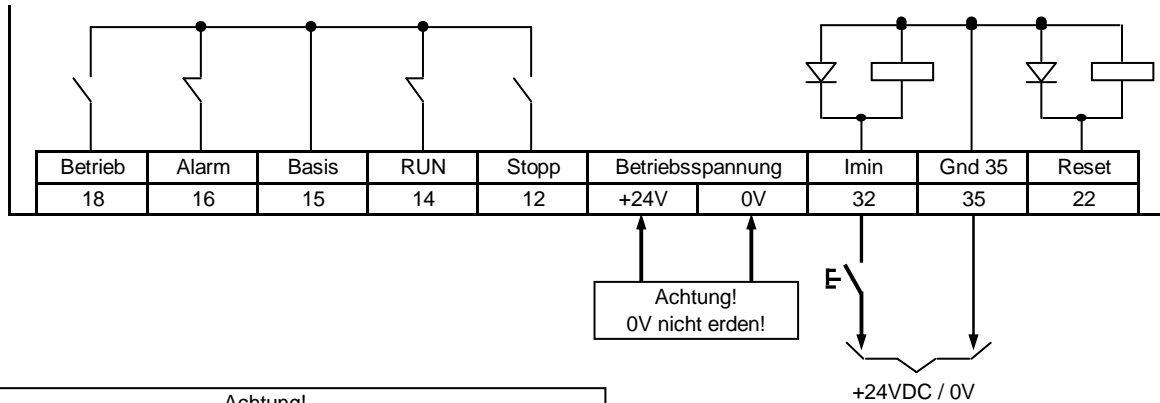 Betrieb Alarm Basis RUN Stopp Betriebsspannung Imin Gnd 35 Reset
18 16 15 14 12 +24V 0V 32 35 22
Achtung!
0V nicht erden!
+24VDC / 0V
Achtung!